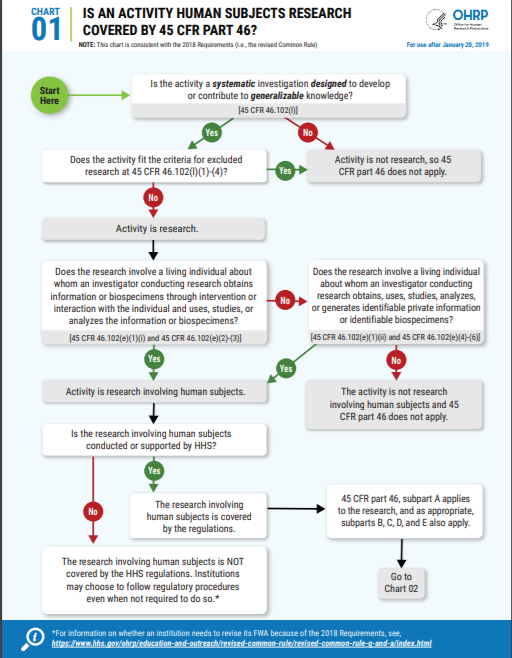 CHART
01
IS AN ACTIVITY HUMAN SUBJECTS RESEARCH
COVERED BY 45 CFR PART 46?
NOTE: This chart is consistent with the 2018 Requirements (i.e., the revised Common Rule)
OHRP
Office for Human
Research Protections
For use after January 20, 2019
Start
Here
Is the activity a systematic investigation designed to develop
or contribute to generalizable knowledge?
[45 CFR 46.102(l)]
Yes
No
Does the activity fit the criteria for excluded
research at 45 CFR 46.102(l)(1)-(4)?
Yes
Activity is not research, so 45
CFR part 46 does not apply.
No
Activity is research.
Does the research involve a living individual about
whom an investigator conducting research obtains
information or biospecimens through intervention or
interaction with the individual and uses, studies, or
analyzes the information or biospecimens?
[45 CFR 46.102(e)(1)(i) and 45 CFR 46.102(e)(2)-(3)]
No
Does the research involve a living individual
about whom an investigator conducting
research obtains, uses, studies, analyzes,
or generates identifiable private information
or identifiable biospecimens?
[45 CFR 46.102(e)(1)(ii) and 45 CFR 46.102(e)(4)-(6)]
Yes
Yes
No
Activity is research involving human subjects.
The activity is not research
involving human subjects and 45
CFR part 46 does not apply.
Is the research involving human subjects
conducted or supported by HHS?
Yes
No
The research involving
human subjects is covered
by the regulations.
45 CFR part 46, subpart A applies
to the research, and as appropriate,
subparts B, C, D, and E also apply.
The research involving human subjects is NOT
covered by the HHS regulations. Institutions
may choose to follow regulatory procedures
even when not required to do so.*
Go to
Chart 02
*For information on whether an institution needs to revise its FWA because of the 2018 Requirements, see,
https://www.hhs.gov/ohrp/education-and-outreach/revised-common-rule/revised-common-rule-q-and-a/index.html